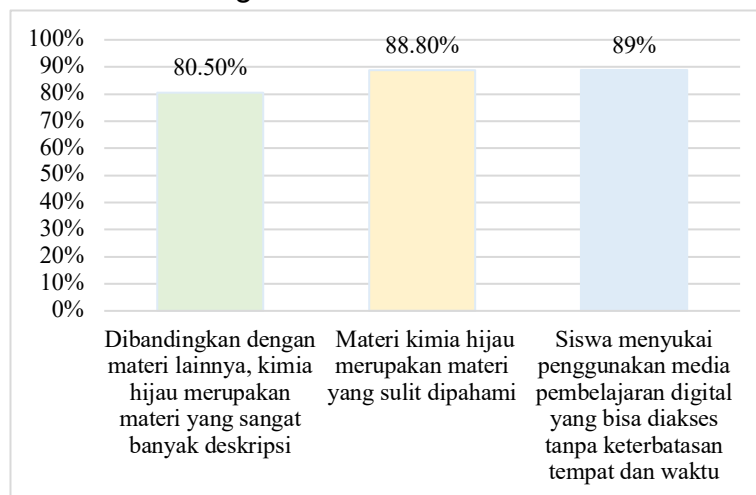 100%
90%
80%
70%
60%
50%
40%
30%
20%
10%
0%
80.50%
88.80%
89%
Dibandingkan dengan
materi lainnya, kimia
hijau merupakan
materi yang sangat
banyak deskripsi
Materi kimia hijau
merupakan materi
yang sulit dipahami
Siswa menyukai
penggunakan media
pembelajaran digital
yang bisa diakses
tanpa keterbatasan
tempat dan waktu